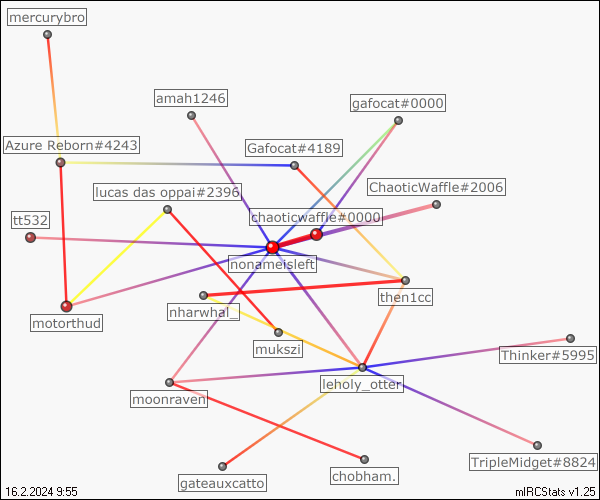 mercurybro
amah1246
gafocat#0000
Azure Reborn#4243
Gafocat#4189
lucas das oppai#2396
ChaoticWaffle#2006
tt532
chaoticwaffle#0000
nonameisleft
nharwhal_
then1cc
motorthud
mukszi
Thinker#5995
leholy_otter
moonraven
TripleMidget#8824
gateauxcatto
chobham.
16.2.2024 9:55
mIRCStats v1.25